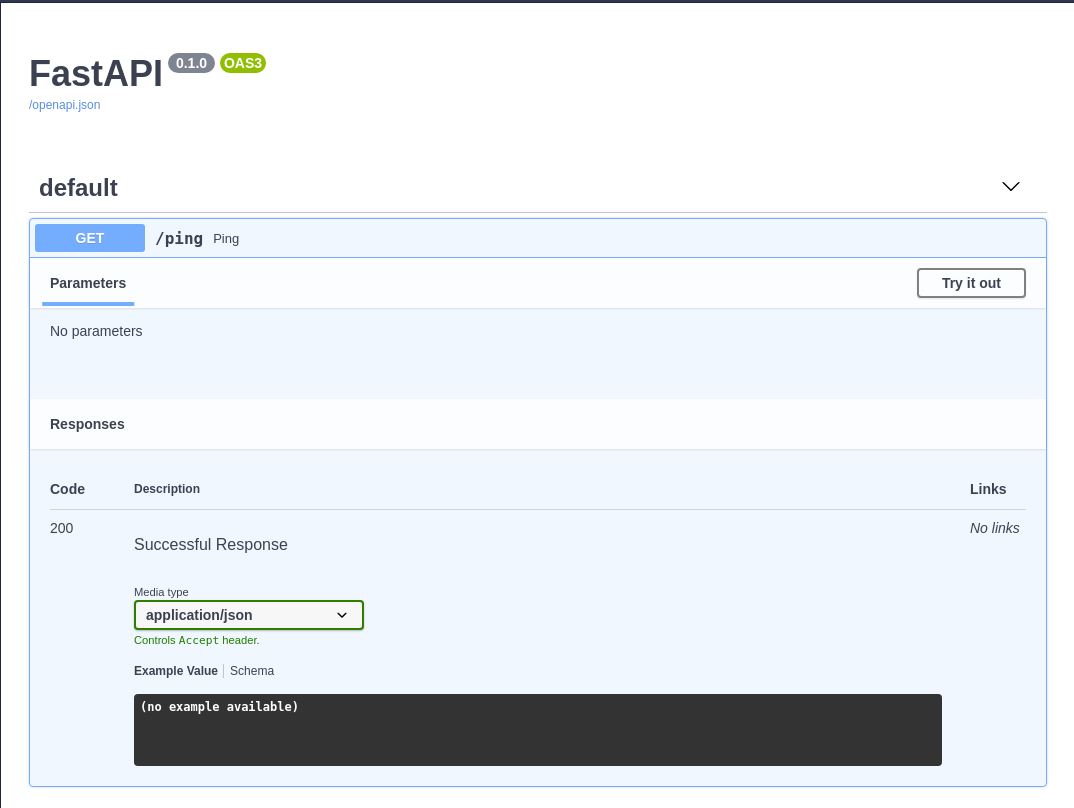 FastAPI 0.1.0 OAS3
/openapi.json
default
GET /ping Ping
Parameters Try it out
No parameters
Responses
Code Description Links
200 No links
Successful Response
Media type
application/json
Controls Accept header.
Example Value Schema
(no example available)